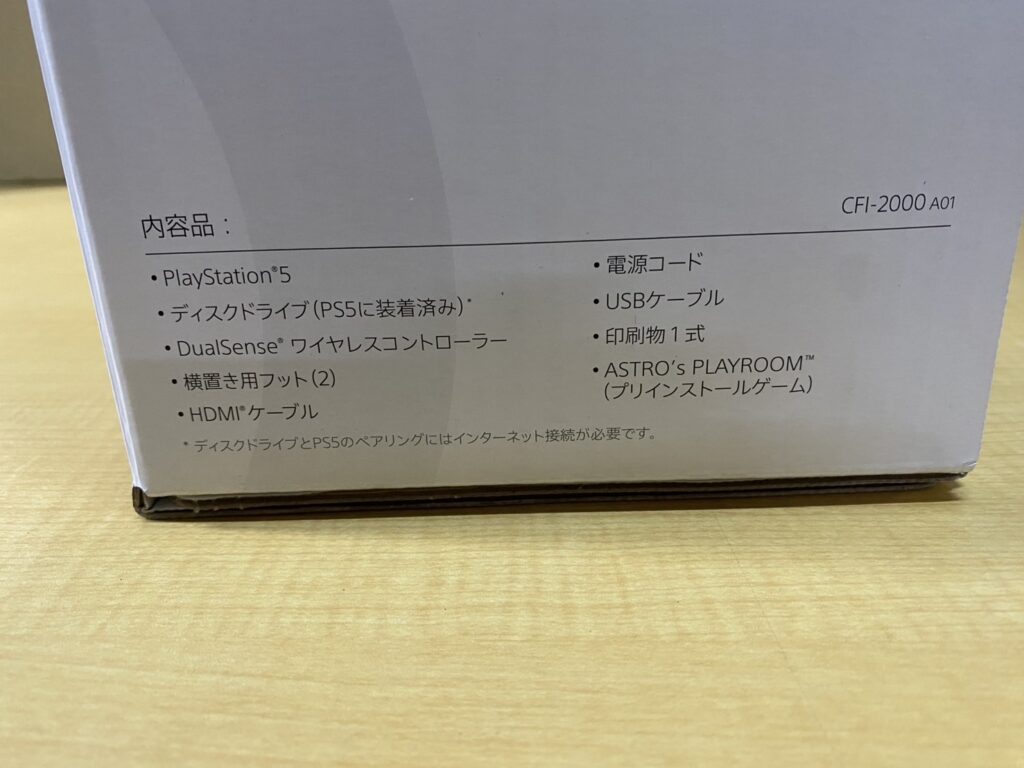 CFI-2000 A01
内容品：
• PlayStation®5
• ディスクドライブ(PS5に装着済み)*
• DualSense® ワイヤレスコントローラー
• 横置き用フット(2)
• HDMI®ケーブル
* ディスクドライブとPS5のペアリングにはインターネット接続が必要です。
• 電源コード
• USBケーブル
• 印刷物1式
• ASTRO's PLAYROOM™
(プリインストールゲーム)